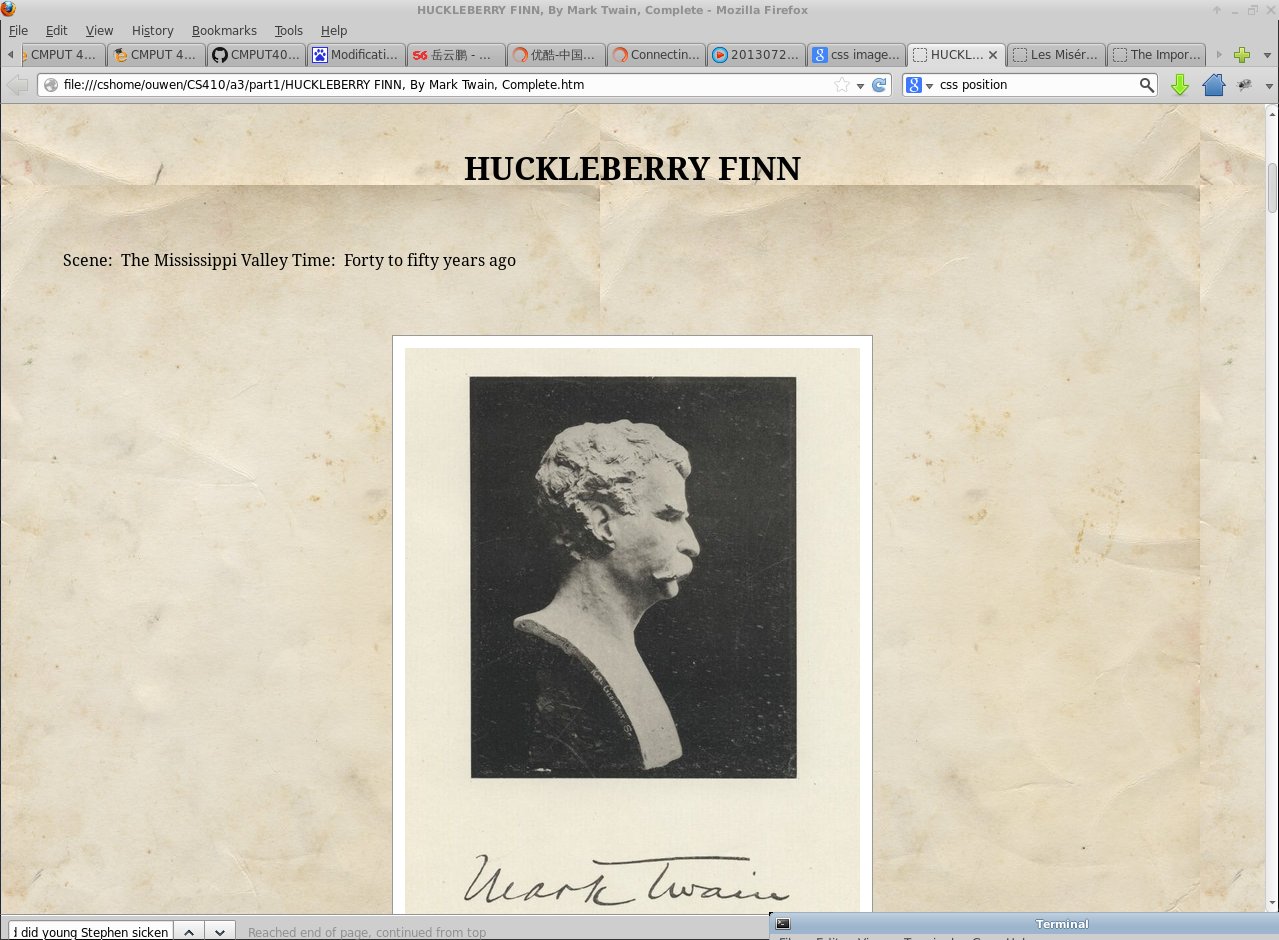 HUCKLEBERRY FINN, By Mark Twain, Complete - Mozilla Firefox
File Edit View History Bookmarks Tools Help
CMPUT 4... CMPUT 4... CMPUT40... Modificati... 岳云鹏 - ... 优酷-中国... Connectin... 2013072... css image... HUCKL... Les Misér... The Impor...
file:///cshome/ouwen/CS410/a3/part1/HUCKLEBERRY FINN, By Mark Twain, Complete.htm
css position
HUCKLEBERRY FINN
Scene: The Mississippi Valley Time: Forty to fifty years ago
Mark Twain
did young Stephen sicken
Reached end of page, continued from top
Terminal